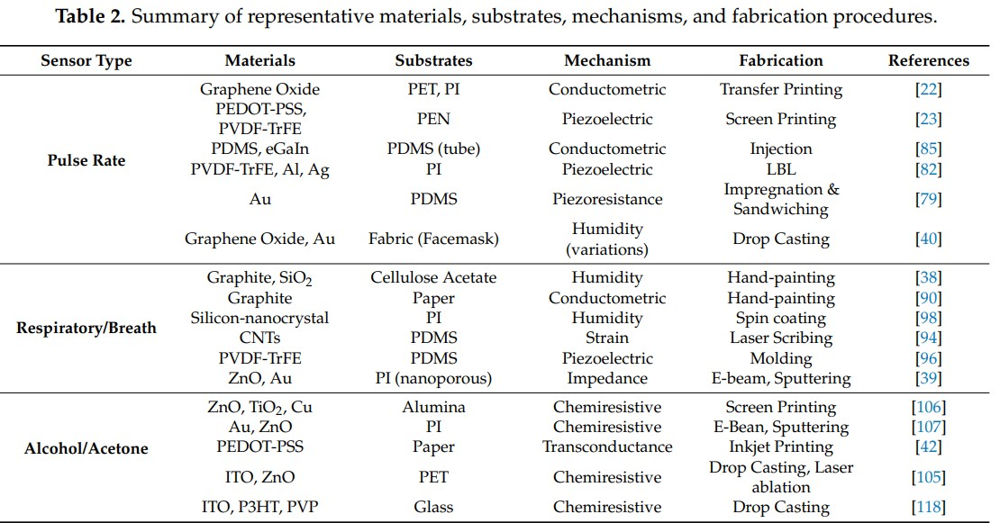 Table 2. Summary of representative materials, substrates, mechanisms, and fabrication procedures.
Sensor Type Materials Substrates Mechanism Fabrication References
Pulse Rate
Graphene Oxide PET, PI Conductometric Transfer Printing [22]
PEDOT-PSS, PVDF-TrFE PEN Piezoelectric Screen Printing [23]
PDMS, eGaIn PDMS (tube) Conductometric Injection [85]
PVDF-TrFE, Al, Ag PI Piezoelectric LBL [82]
Au PDMS Piezoresistance Impregnation & Sandwiching [79]
Graphene Oxide, Au Fabric (Facemask) Humidity (variations) Drop Casting [40]
Respiratory/Breath
Graphite, SiO2 Cellulose Acetate Humidity Hand-painting [38]
Graphite Paper Conductometric Hand-painting [90]
Silicon-nanocrystal PI Humidity Spin coating [98]
CNTs PDMS Strain Laser Scribing [94]
PVDF-TrFE PDMS Piezoelectric Molding [96]
ZnO, Au PI (nanoporous) Impedance E-beam, Sputtering [39]
Alcohol/Acetone
ZnO, TiO2, Cu Alumina Chemiresistive Screen Printing [106]
Au, ZnO PI Chemiresistive E-Bean, Sputtering [107]
PEDOT-PSS Paper Transconductance Inkjet Printing [42]
ITO, ZnO PET Chemiresistive Drop Casting, Laser ablation [105]
ITO, P3HT, PVP Glass Chemiresistive Drop Casting [118]